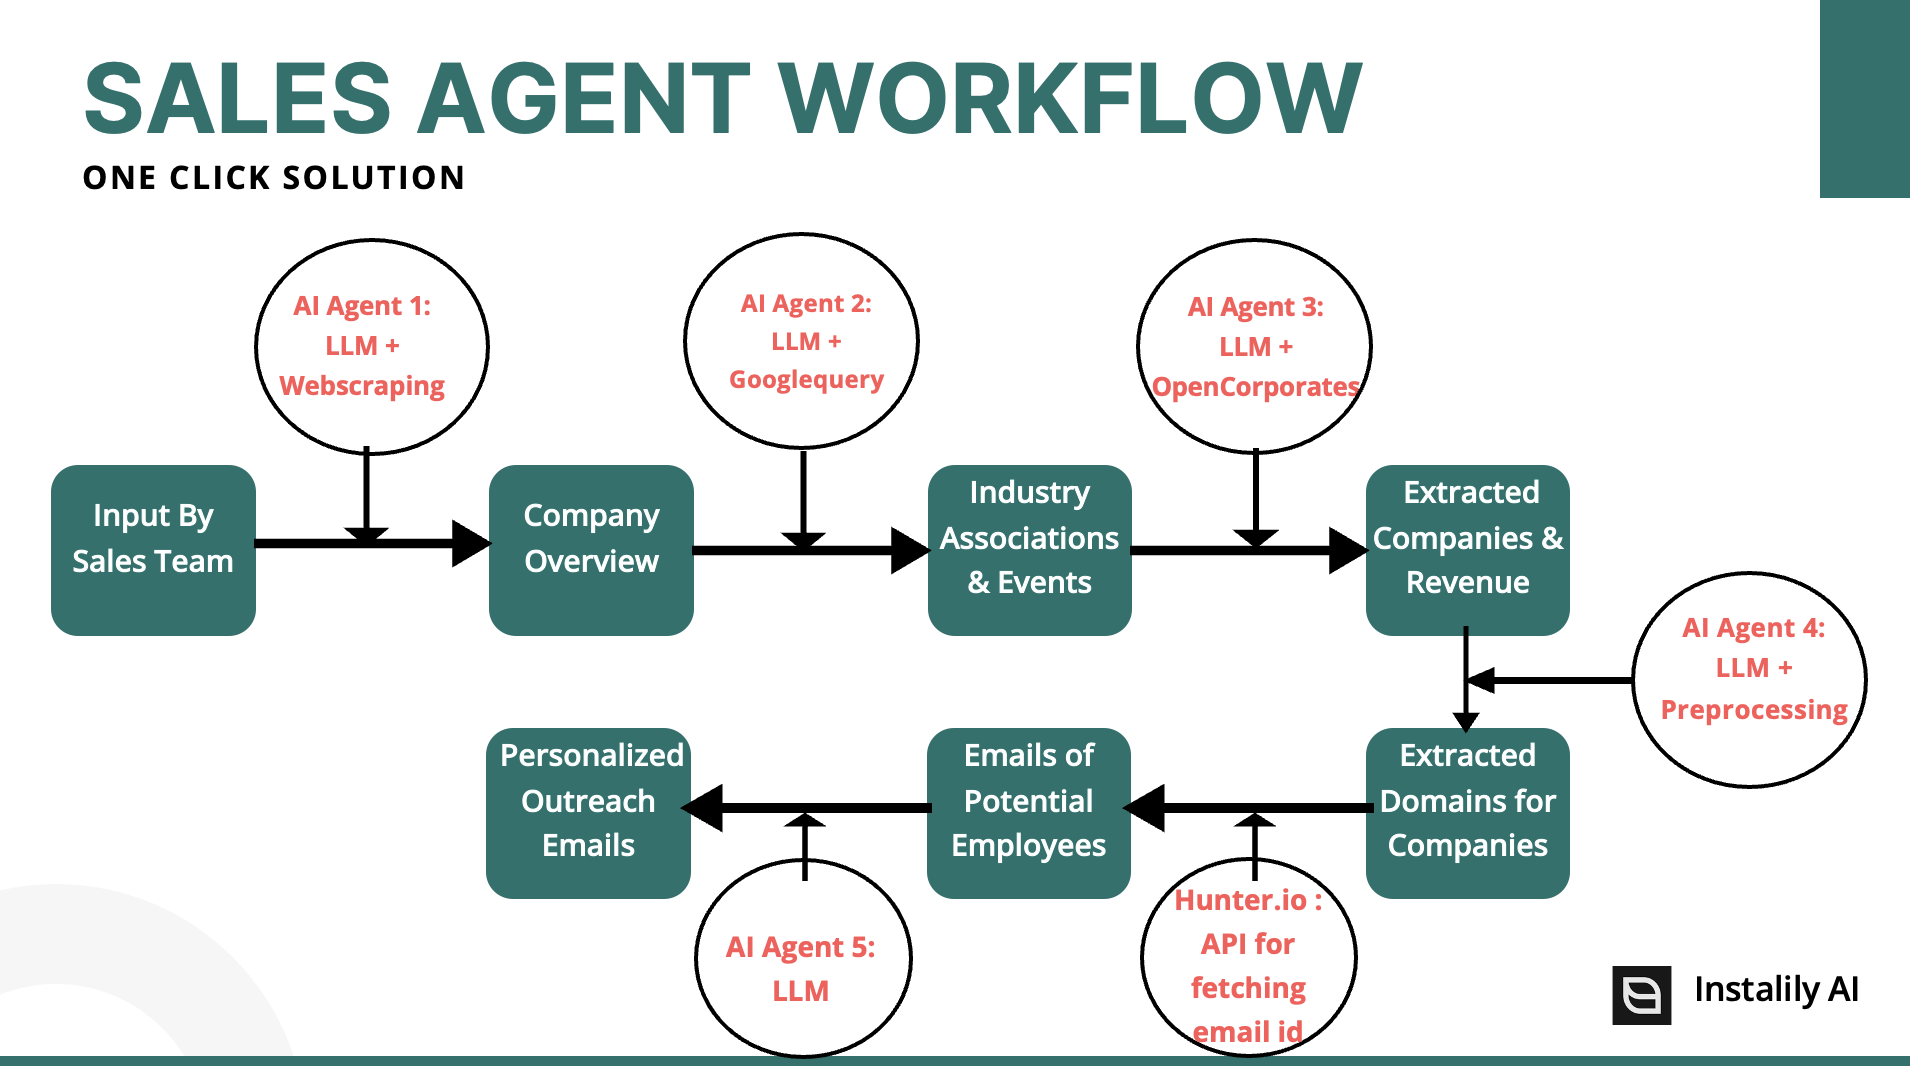 SALES AGENT WORKFLOW
ONE CLICK SOLUTION
AI Agent 1:
LLM +
Webscraping
AI Agent 2:
LLM +
Googlequery
AI Agent 3:
LLM +
OpenCorporates
Input By
Sales Team
Company
Overview
Industry
Associations
& Events
Extracted
Companies &
Revenue
AI Agent 4:
LLM +
Preprocessing
Personalized
Outreach
Emails
Emails of
Potential
Employees
Extracted
Domains for
Companies
AI Agent 5:
LLM
Hunter.io :
API for
fetching
email id
Instalily AI